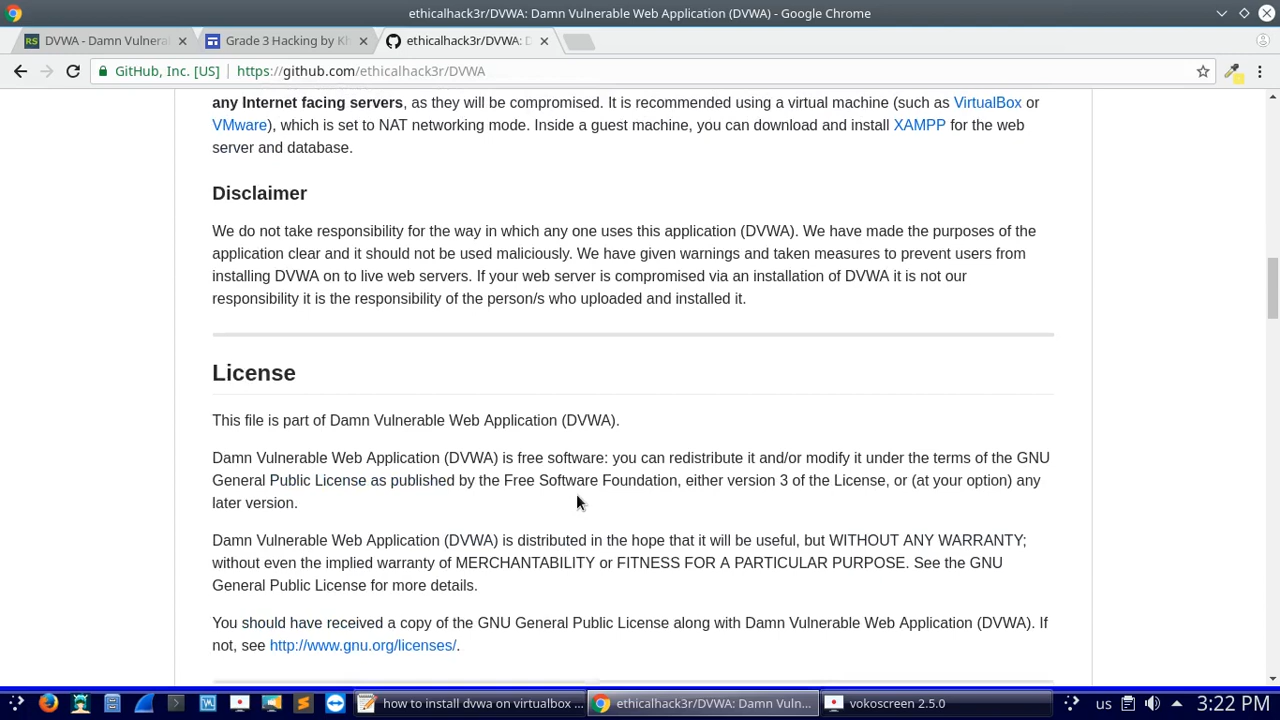 ethicalhack3r/DVWA: Damn Vulnerable Web Application (DVWA) - Google Chrome
RS DVWA - Damn Vulnera
Grade 3 Hacking by Kh
ethicalhack3r/DVWA: D
GitHub, Inc. [US] https://github.com/ethicalhack3r/DVWA
any Internet facing servers, as they will be compromised. It is recommended using a virtual machine (such as VirtualBox or
VMware), which is set to NAT networking mode. Inside a guest machine, you can download and install XAMPP for the web
server and database.
Disclaimer
We do not take responsibility for the way in which any one uses this application (DVWA). We have made the purposes of the
application clear and it should not be used maliciously. We have given warnings and taken measures to prevent users from
installing DVWA on to live web servers. If your web server is compromised via an installation of DVWA it is not our
responsibility it is the responsibility of the person/s who uploaded and installed it.
License
This file is part of Damn Vulnerable Web Application (DVWA).
Damn Vulnerable Web Application (DVWA) is free software: you can redistribute it and/or modify it under the terms of the GNU
General Public License as published by the Free Software Foundation, either version 3 of the License, or (at your option) any
later version.
Damn Vulnerable Web Application (DVWA) is distributed in the hope that it will be useful, but WITHOUT ANY WARRANTY;
without even the implied warranty of MERCHANTABILITY or FITNESS FOR A PARTICULAR PURPOSE. See the GNU
General Public License for more details.
You should have received a copy of the GNU General Public License along with Damn Vulnerable Web Application (DVWA). If
not, see http://www.gnu.org/licenses/.
how to install dvwa on virtualbox ...
ethicalhack3r/DVWA: Damn Vuln...
vokoscreen 2.5.0
us
3:22 PM